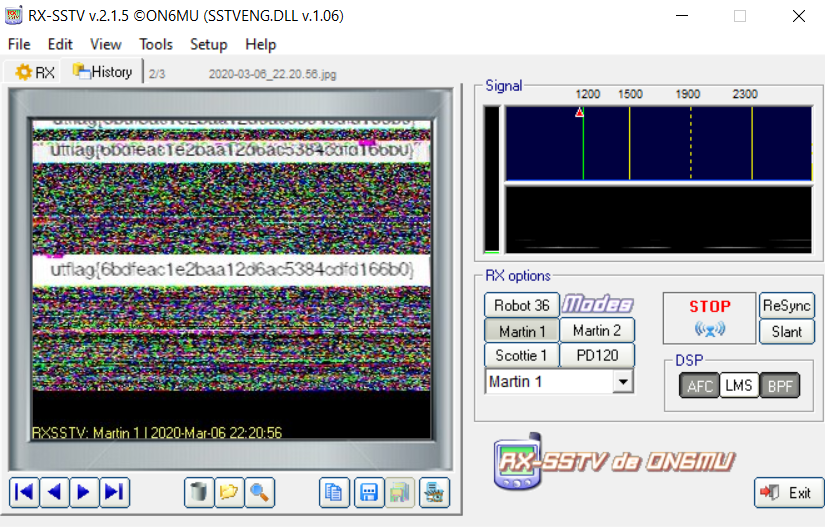 RX-SSTV v.2.1.5 ©ON6MU (SSTVENG.DLL v.1.06)
File Edit View Tools Setup Help
RX History 2/3 2020-03-06_22.20.56.jpg
utflag{6bdfeac1e2baa12d6ac5384cdfd166b0}
utflag{6bdfeac1e2baa12d6ac5384cdfd166b0}
RXSSTV: Martin 1 | 2020-Mar-06 22:20:56
Signal
1200 1500 1900 2300
RX options
Robot 36 Modes
Martin 1 Martin 2
Scottie 1 PD120
Martin 1
STOP
ReSync
Slant
DSP
AFC LMS BPF
RX-SSTV de ON6MU
Exit